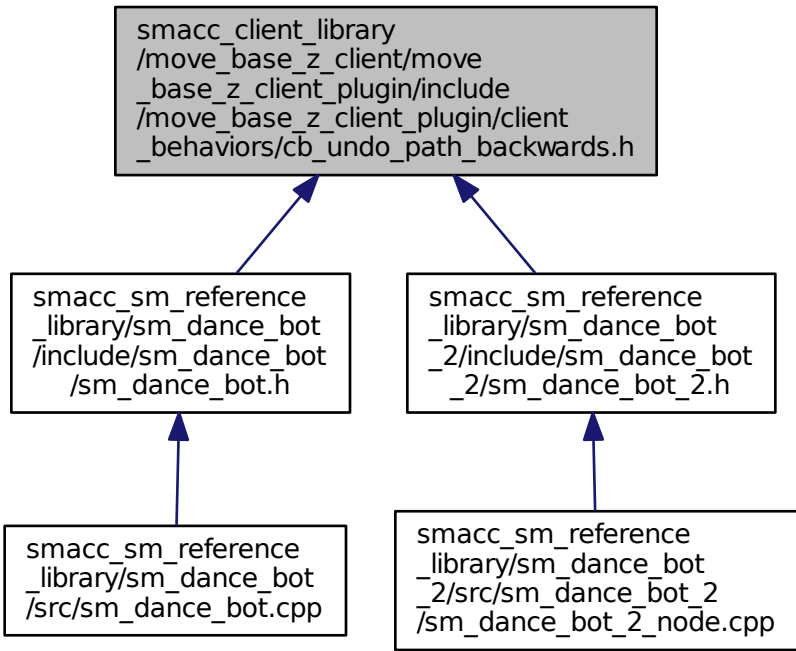 smacc_client_library
/move_base_z_client/move
_base_z_client_plugin/include
/move_base_z_client_plugin/client
_behaviors/cb_undo_path_backwards.h
smacc_sm_reference
_library/sm_dance_bot
/include/sm_dance_bot
/sm_dance_bot.h
smacc_sm_reference
_library/sm_dance_bot
_2/include/sm_dance_bot
_2/sm_dance_bot_2.h
smacc_sm_reference
_library/sm_dance_bot
/src/sm_dance_bot.cpp
smacc_sm_reference
_library/sm_dance_bot
_2/src/sm_dance_bot_2
/sm_dance_bot_2_node.cpp